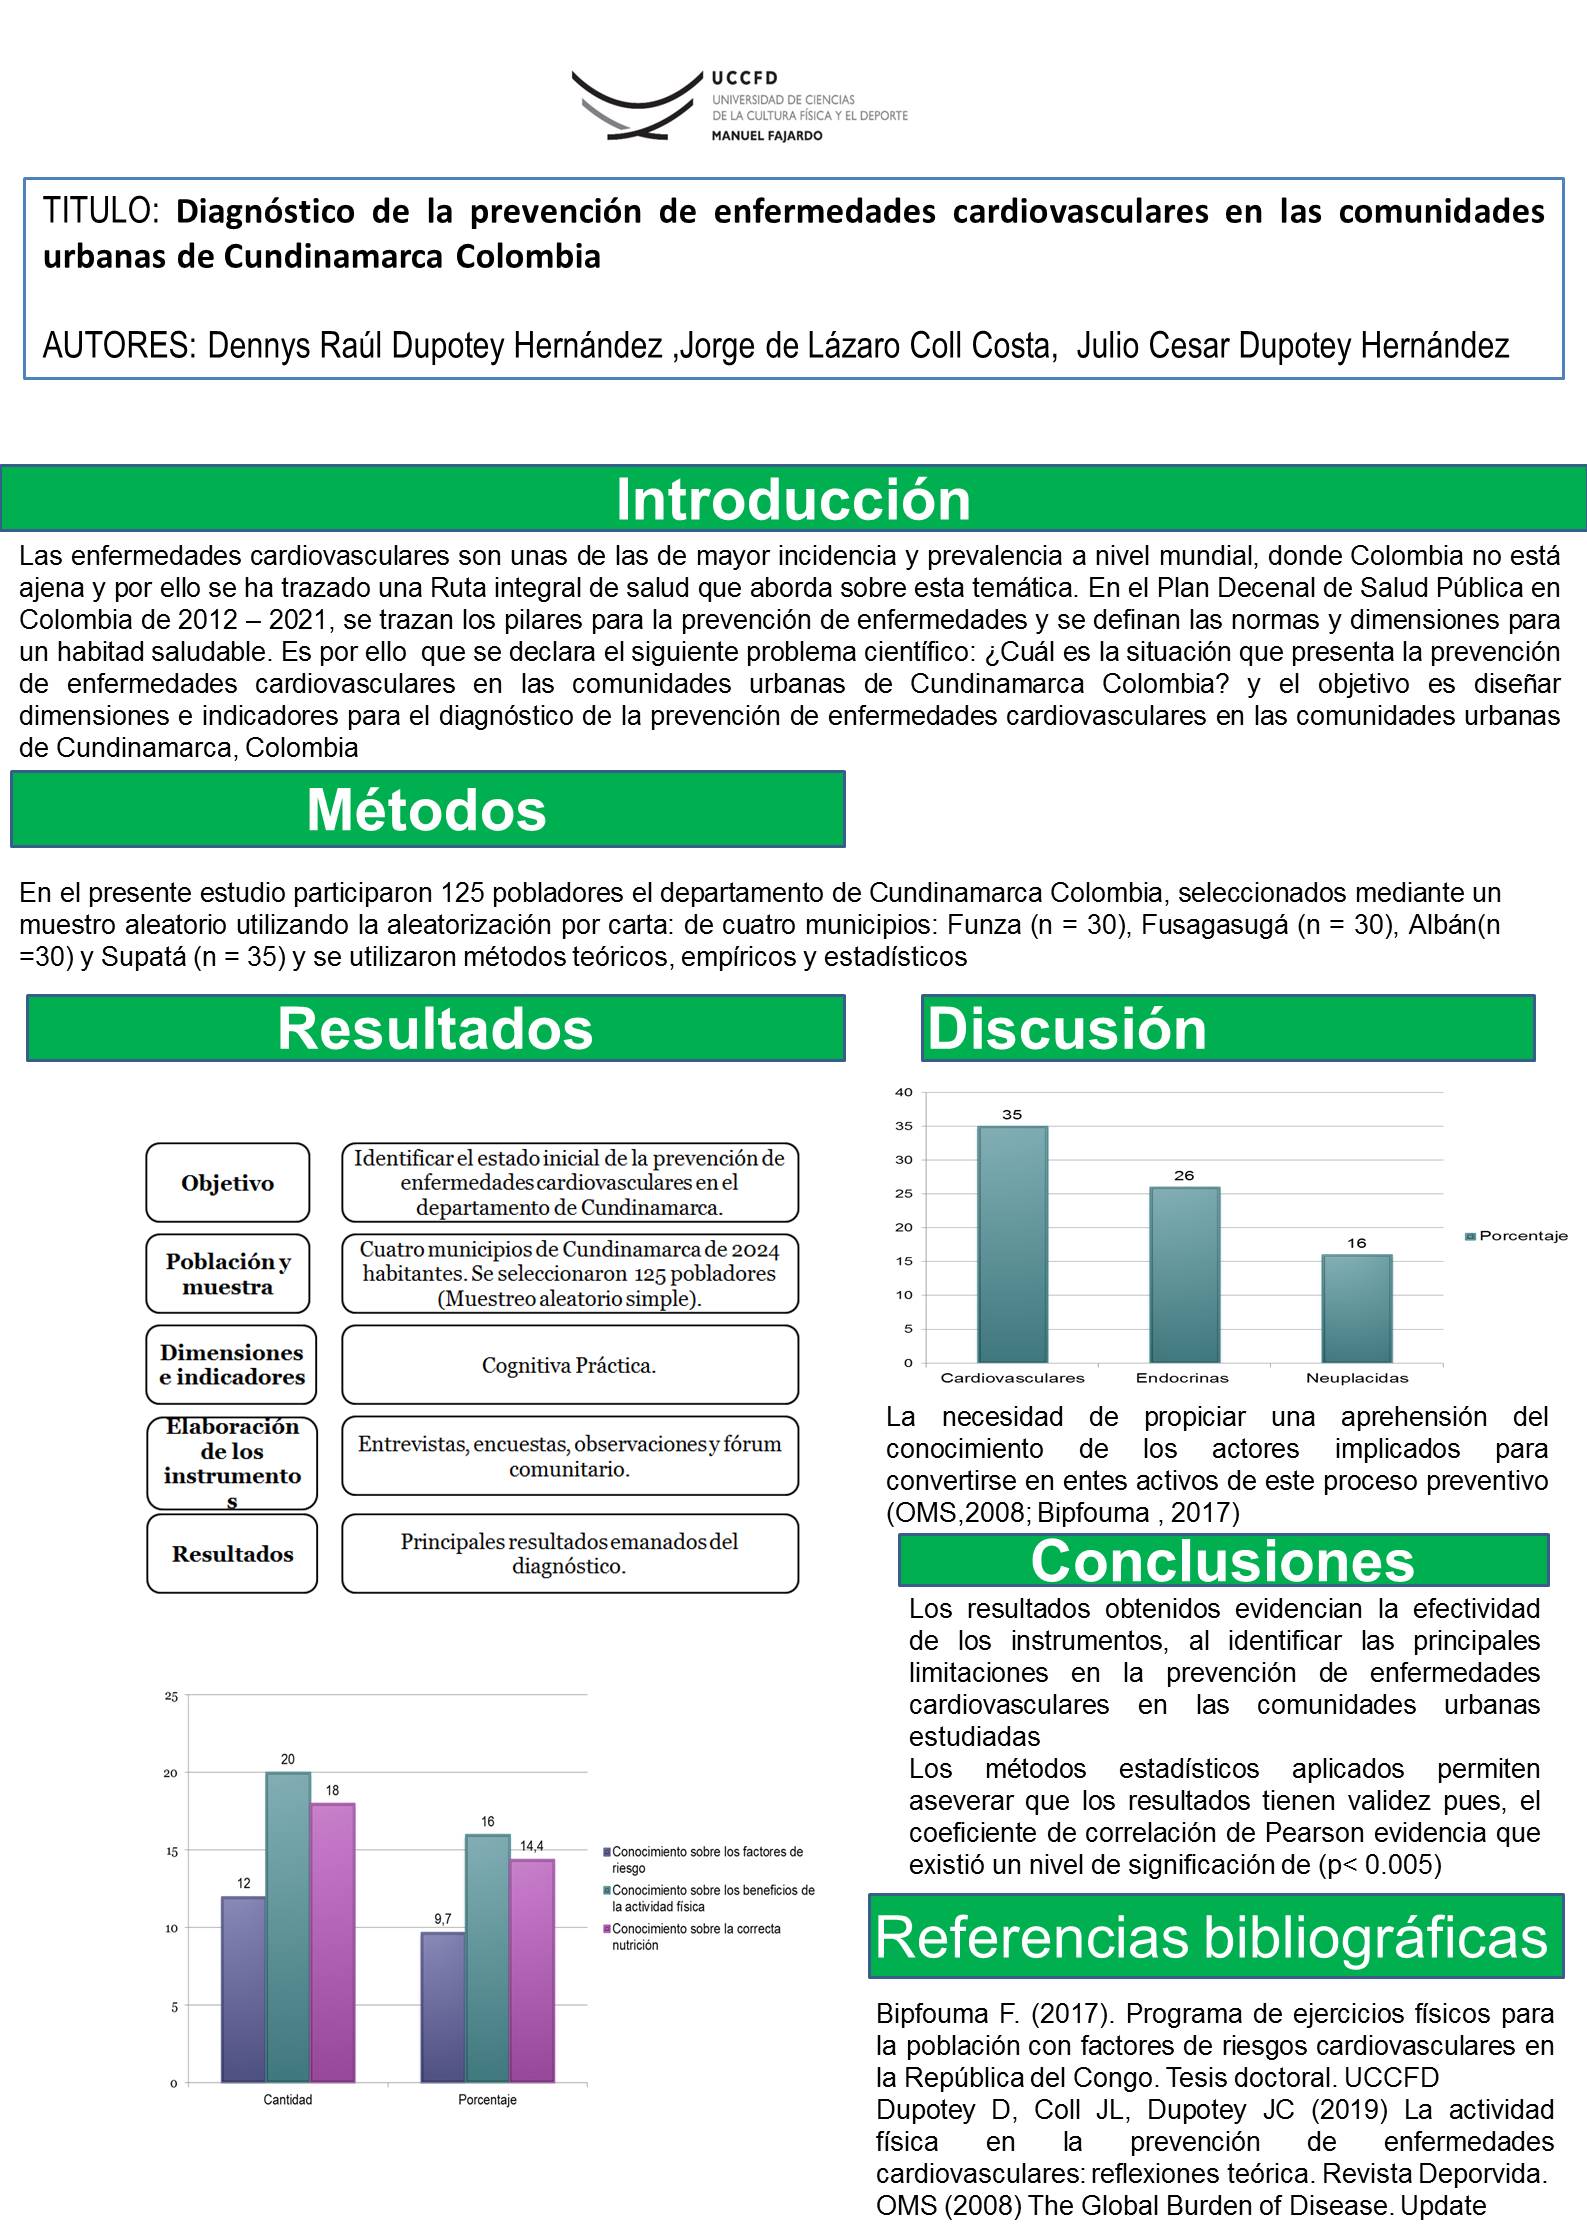 UCCFD
UNIVERSIDAD DE CIENCIAS
DE LA CULTURA FÍSICA Y EL DEPORTE
MANUEL FAJARDO
TITULO: Diagnóstico de la prevención de enfermedades cardiovasculares en las comunidades
urbanas de Cundinamarca Colombia
AUTORES: Dennys Raúl Dupotey Hernández ,Jorge de Lázaro Coll Costa, Julio Cesar Dupotey Hernández
Introducción
Las enfermedades cardiovasculares son unas de las de mayor incidencia y prevalencia a nivel mundial, donde Colombia no está
ajena y por ello se ha trazado una Ruta integral de salud que aborda sobre esta temática. En el Plan Decenal de Salud Pública en
Colombia de 2012 – 2021, se trazan los pilares para la prevención de enfermedades y se definan las normas y dimensiones para
un habitad saludable. Es por ello que se declara el siguiente problema científico: ¿Cuál es la situación que presenta la prevención
de enfermedades cardiovasculares en las comunidades urbanas de Cundinamarca Colombia? y el objetivo es diseñar
dimensiones e indicadores para el diagnóstico de la prevención de enfermedades cardiovasculares en las comunidades urbanas
de Cundinamarca, Colombia
Métodos
En el presente estudio participaron 125 pobladores el departamento de Cundinamarca Colombia, seleccionados mediante un
muestro aleatorio utilizando la aleatorización por carta: de cuatro municipios: Funza (n = 30), Fusagasugá (n = 30), Albán(n
=30) y Supatá (n = 35) y se utilizaron métodos teóricos, empíricos y estadísticos
Resultados
Objetivo
Identificar el estado inicial de la prevención de
enfermedades cardiovasculares en el
departamento de Cundinamarca.
Población y
muestra
Cuatro municipios de Cundinamarca de 2024
habitantes. Se seleccionaron 125 pobladores
(Muestreo aleatorio simple).
Dimensiones
e indicadores
Cognitiva Práctica.
Elaboración
de los
instrumento
s
Entrevistas, encuestas, observaciones y fórum
comunitario.
Resultados
Principales resultados emanados del
diagnóstico.
25
20
15
10
5
0
12
20
18
9,7
16
14,4
Cantidad
Porcentaje
Conocimiento sobre los factores de
riesgo
Conocimiento sobre los beneficios de
la actividad física
Conocimiento sobre la correcta
nutrición
Discusión
40
35
30
25
20
15
10
5
0
35
26
16
Cardiovasculares
Endocrinas
Neuplacidas
Porcentaje
La necesidad de propiciar una aprehensión del
conocimiento de los actores implicados para
convertirse en entes activos de este proceso preventivo
(OMS,2008; Bipfouma , 2017)
Conclusiones
Los resultados obtenidos evidencian la efectividad
de los instrumentos, al identificar las principales
limitaciones en la prevención de enfermedades
cardiovasculares en las comunidades urbanas
estudiadas
Los métodos estadísticos aplicados permiten
aseverar que los resultados tienen validez pues, el
coeficiente de correlación de Pearson evidencia que
existió un nivel de significación de (p< 0.005)
Referencias bibliográficas
Bipfouma F. (2017). Programa de ejercicios físicos para
la población con factores de riesgos cardiovasculares en
la República del Congo. Tesis doctoral. UCCFD
Dupotey D, Coll JL, Dupotey JC (2019) La actividad
física en la prevención de enfermedades
cardiovasculares: reflexiones teórica. Revista Deporvida.
OMS (2008) The Global Burden of Disease. Update